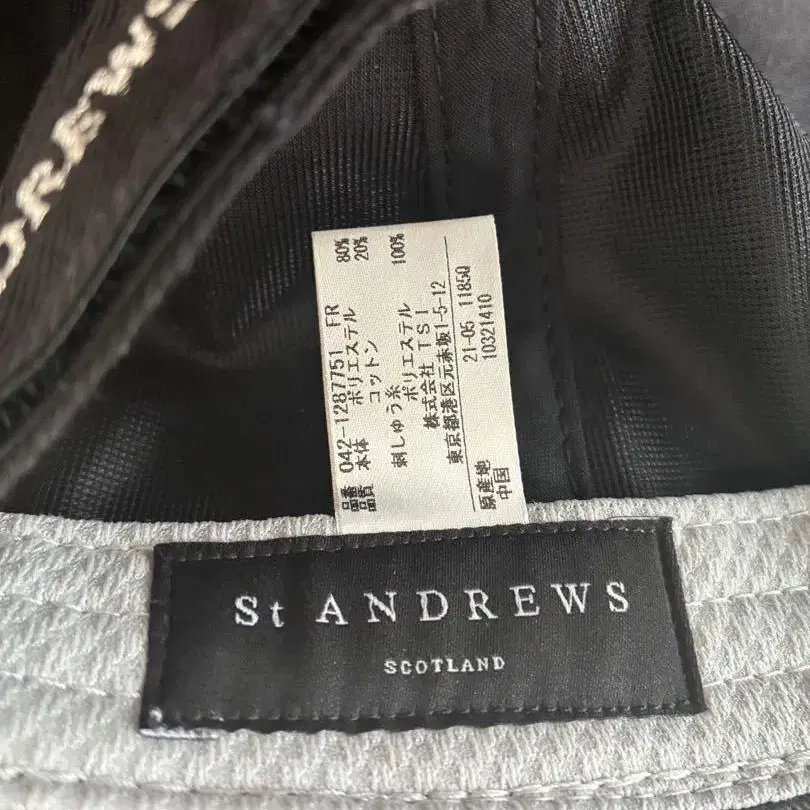 DREWS
品番 042-1287751 FR
品質 本体 ポリエステル 80%
コットン 20%
刺しゅう糸 ポリエステル 100%
株式会社 TSI
東京都港区元赤坂1-5-12
21-05 11850
10321410
原産地
中国
St ANDREWS
SCOTLAND